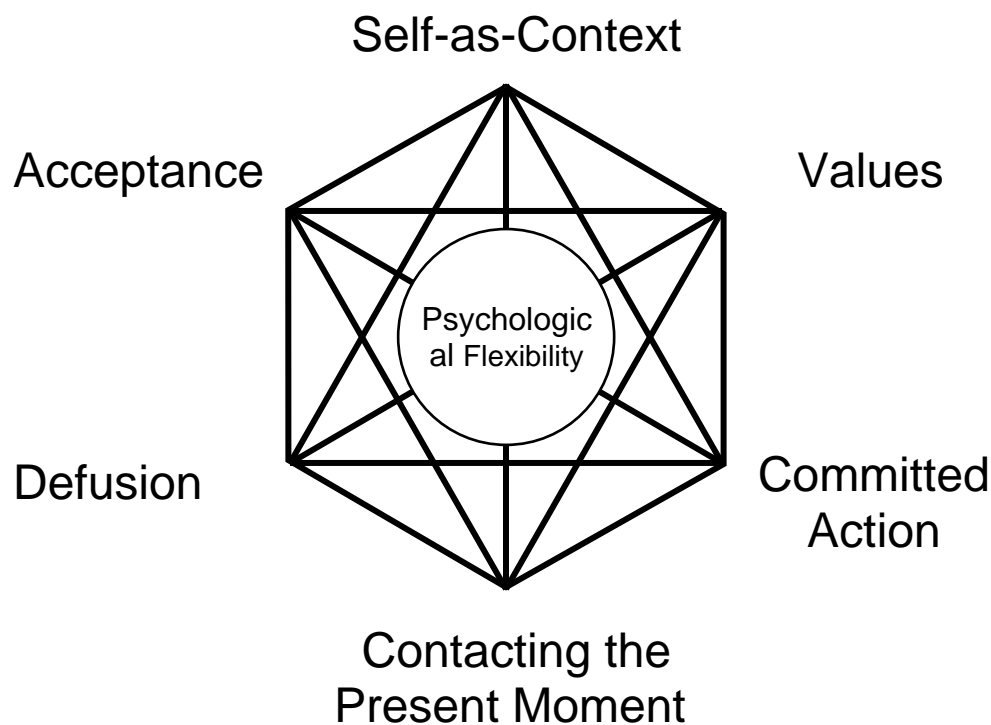 Self-as-Context
Acceptance
Values
Psychologic
al Flexibility
Defusion
Committed
Action
Contacting the
Present Moment